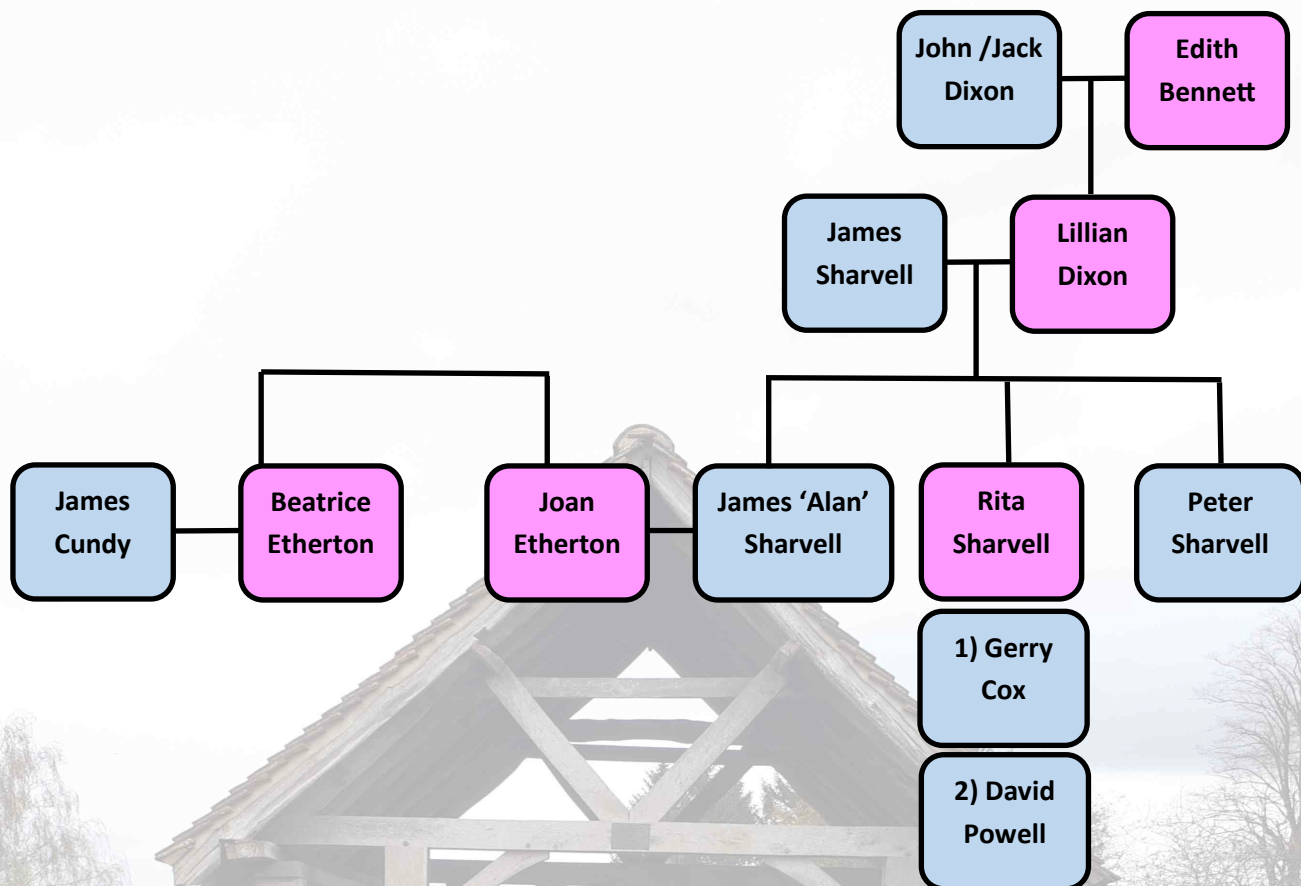 John /Jack
Dixon
Edith
Bennett
James
Sharvell
Lillian
Dixon
James
Cundy
Beatrice
Etherton
Joan
Etherton
James ‘Alan’
Sharvell
Rita
Sharvell
Peter
Sharvell
1) Gerry
Cox
2) David
Powell